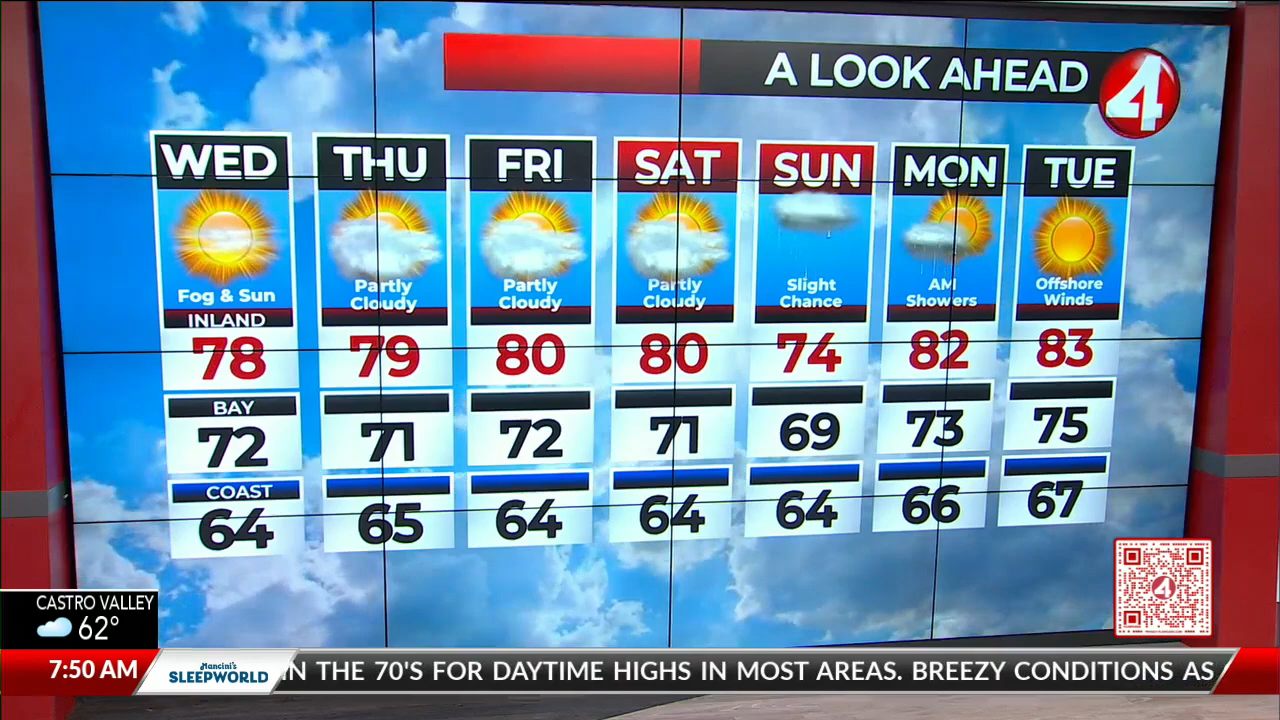 A LOOK AHEAD
4
WED THU FRI SAT SUN MON TUE
Fog & Sun
Partly
Cloudy
Partly
Cloudy
Partly
Cloudy
Slight
Chance
AM
Showers
Offshore
Winds
INLAND
78 79 80 80 74 82 83
BAY
72 71 72 71 69 73 75
COAST
64 65 64 64 64 66 67
4
CASTRO VALLEY
62°
7:50 AM
Mancini's
SLEEPWORLD
IN THE 70'S FOR DAYTIME HIGHS IN MOST AREAS. BREEZY CONDITIONS AS